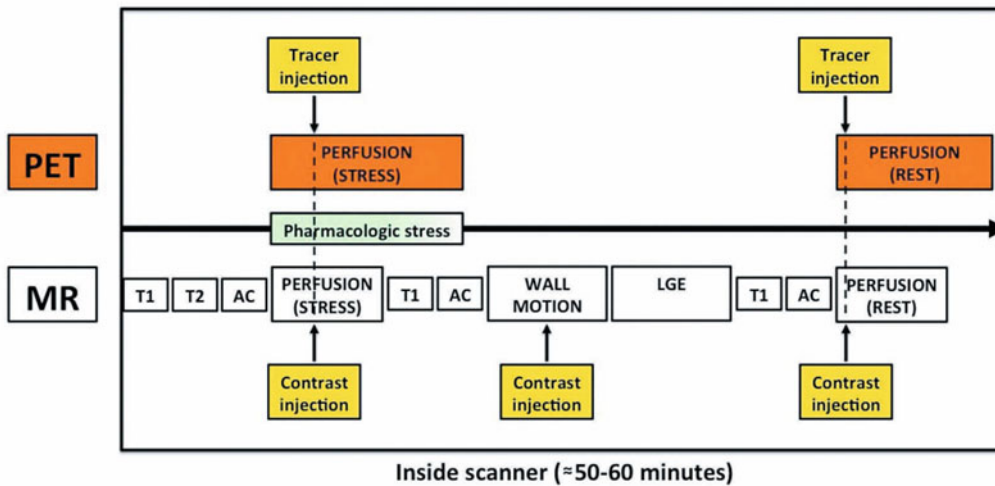 Tracer
injection
Tracer
injection
PET
PERFUSION
(STRESS)
PERFUSION
(REST)
Pharmacologic stress
MR
T1
T2
AC
PERFUSION
(STRESS)
T1
AC
WALL
MOTION
LGE
T1
AC
PERFUSION
(REST)
Contrast
injection
Contrast
injection
Contrast
injection
Inside scanner (≈50-60 minutes)